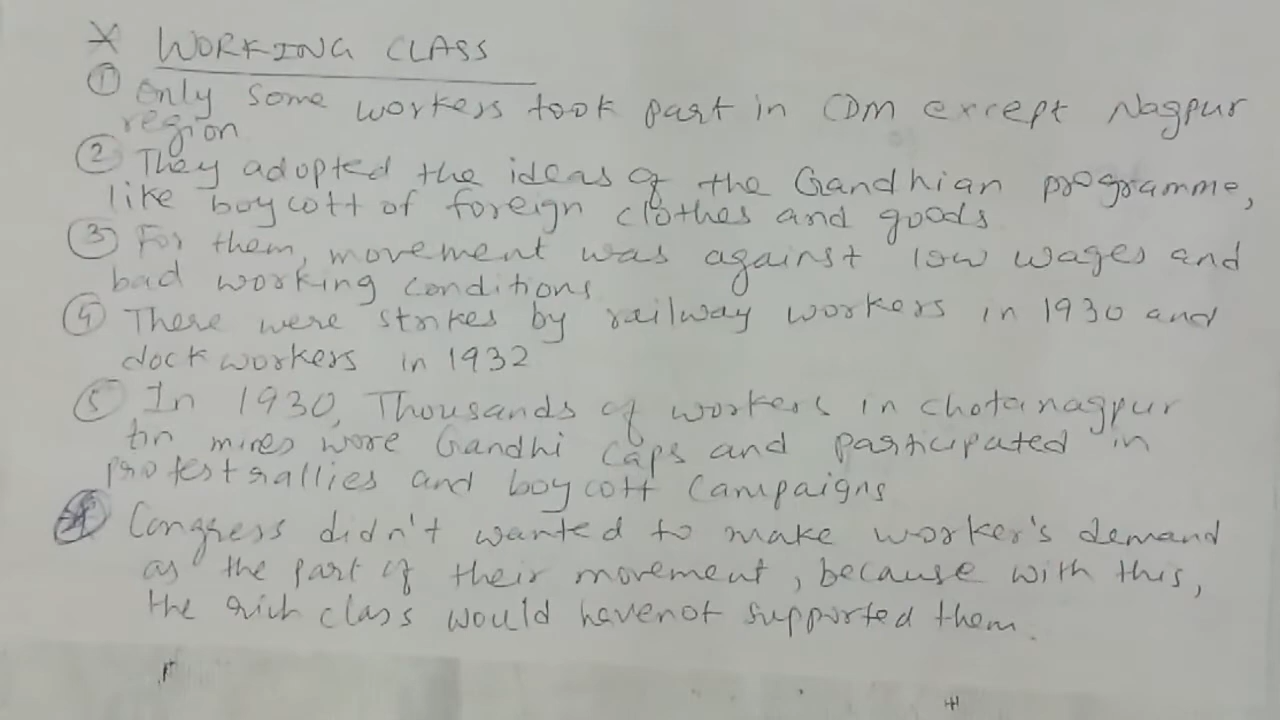 * WORKING CLASS
① Only some workers took part in CDM except Nagpur
region
② They adopted the ideas of the Gandhian programme,
like boycott of foreign clothes and goods
③ For them, movement was against low wages and
bad working conditions
④ There were strikes by railway workers in 1930 and
dock workers in 1932
⑤ In 1930, Thousands of workers in chotanagpur
tin mines wore Gandhi caps and participated in
protest rallies and boycott campaigns
Congress didn't wanted to make worker's demand
as the part of their movement, because with this,
the rich class would have not supported them.